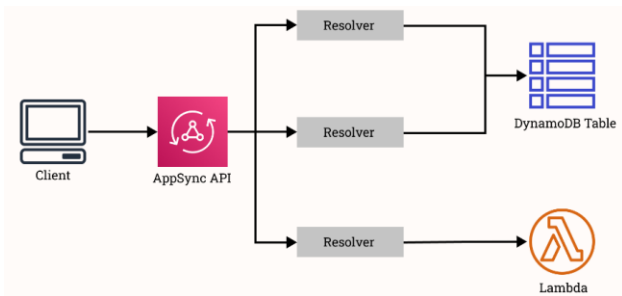 Resolver
DynamoDB Table
Client
AppSync API
Resolver
Resolver
Lambda